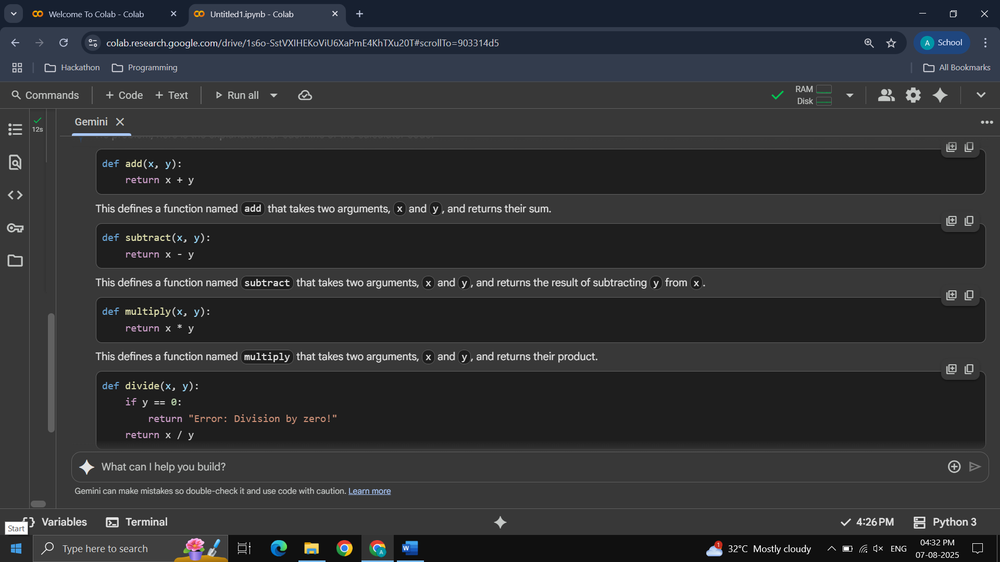 Welcome To Colab - Colab
Untitled1.ipynb - Colab
colab.research.google.com/drive/1s6o-SstVXIHEKoViU6XaPmE4KhTXu20T#scrollTo=903314d5
A School
Hackathon
Programming
All Bookmarks
Commands
+ Code
+ Text
Run all
RAM
Disk
12s
Gemini
def add(x, y):
    return x + y
This defines a function named add that takes two arguments, x and y, and returns their sum.
def subtract(x, y):
    return x - y
This defines a function named subtract that takes two arguments, x and y, and returns the result of subtracting y from x.
def multiply(x, y):
    return x * y
This defines a function named multiply that takes two arguments, x and y, and returns their product.
def divide(x, y):
    if y == 0:
        return "Error: Division by zero!"
    return x / y
What can I help you build?
Gemini can make mistakes so double-check it and use code with caution. Learn more
Variables
Terminal
4:26 PM
Python 3
Start
Type here to search
A
W
1
32°C Mostly cloudy
ENG
04:32 PM
07-08-2025